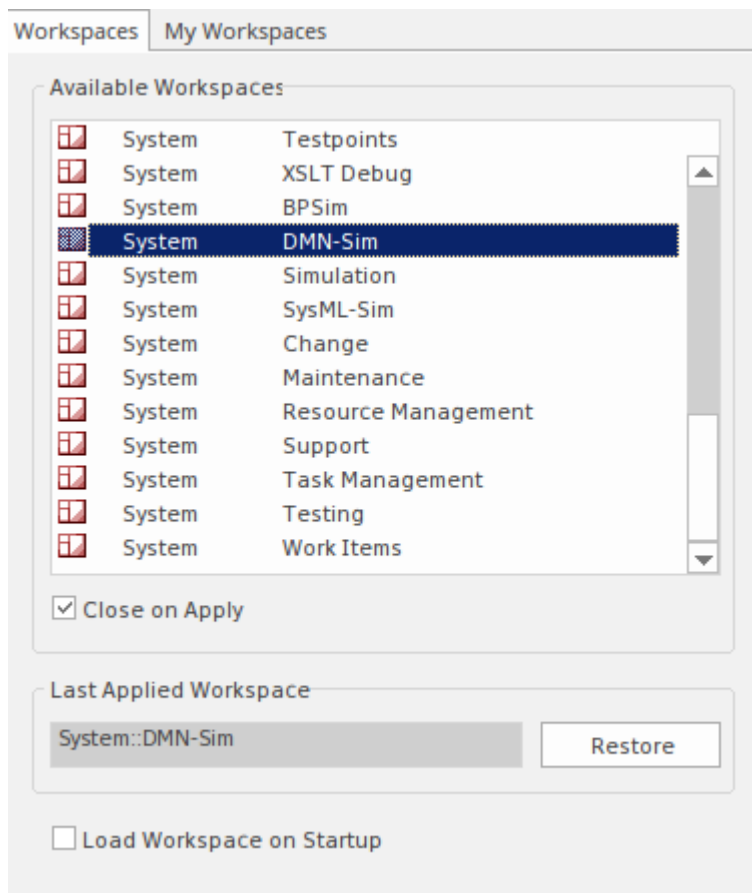 Workspaces My Workspaces
Available Workspaces
System Testpoints
System XSLT Debug
System BPSim
System DMN-Sim
System Simulation
System SysML-Sim
System Change
System Maintenance
System Resource Management
System Support
System Task Management
System Testing
System Work Items
Close on Apply
Last Applied Workspace
System::DMN-Sim Restore
Load Workspace on Startup